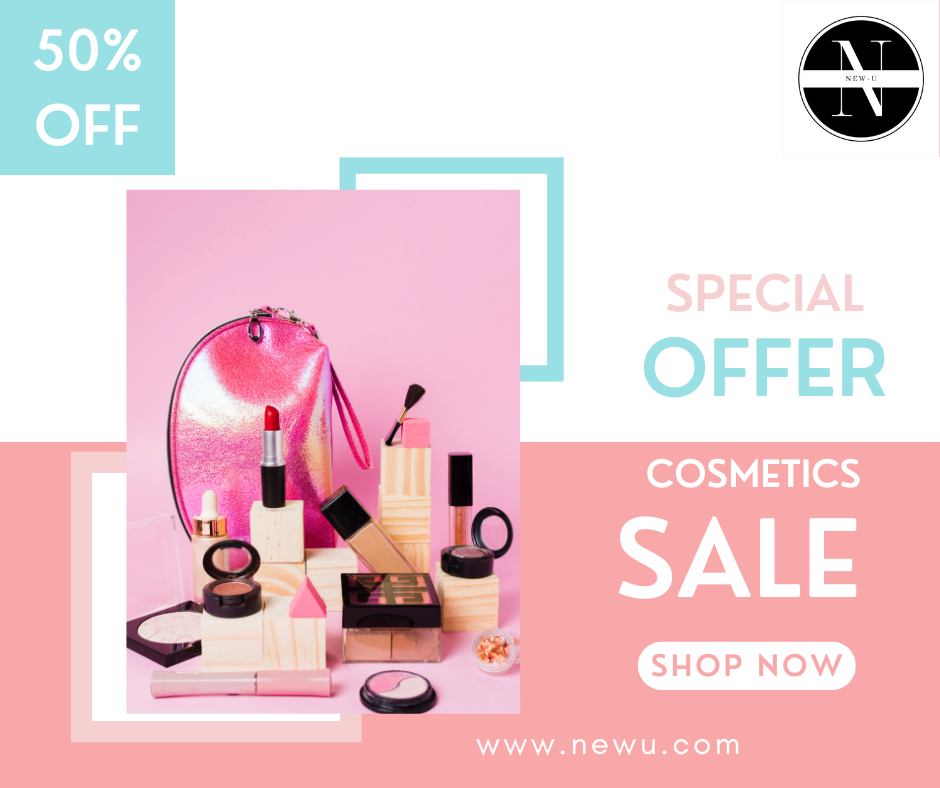 50%
OFF
N
NEW-U
SPECIAL
OFFER
COSMETICS
SALE
SHOP NOW
www.newu.com